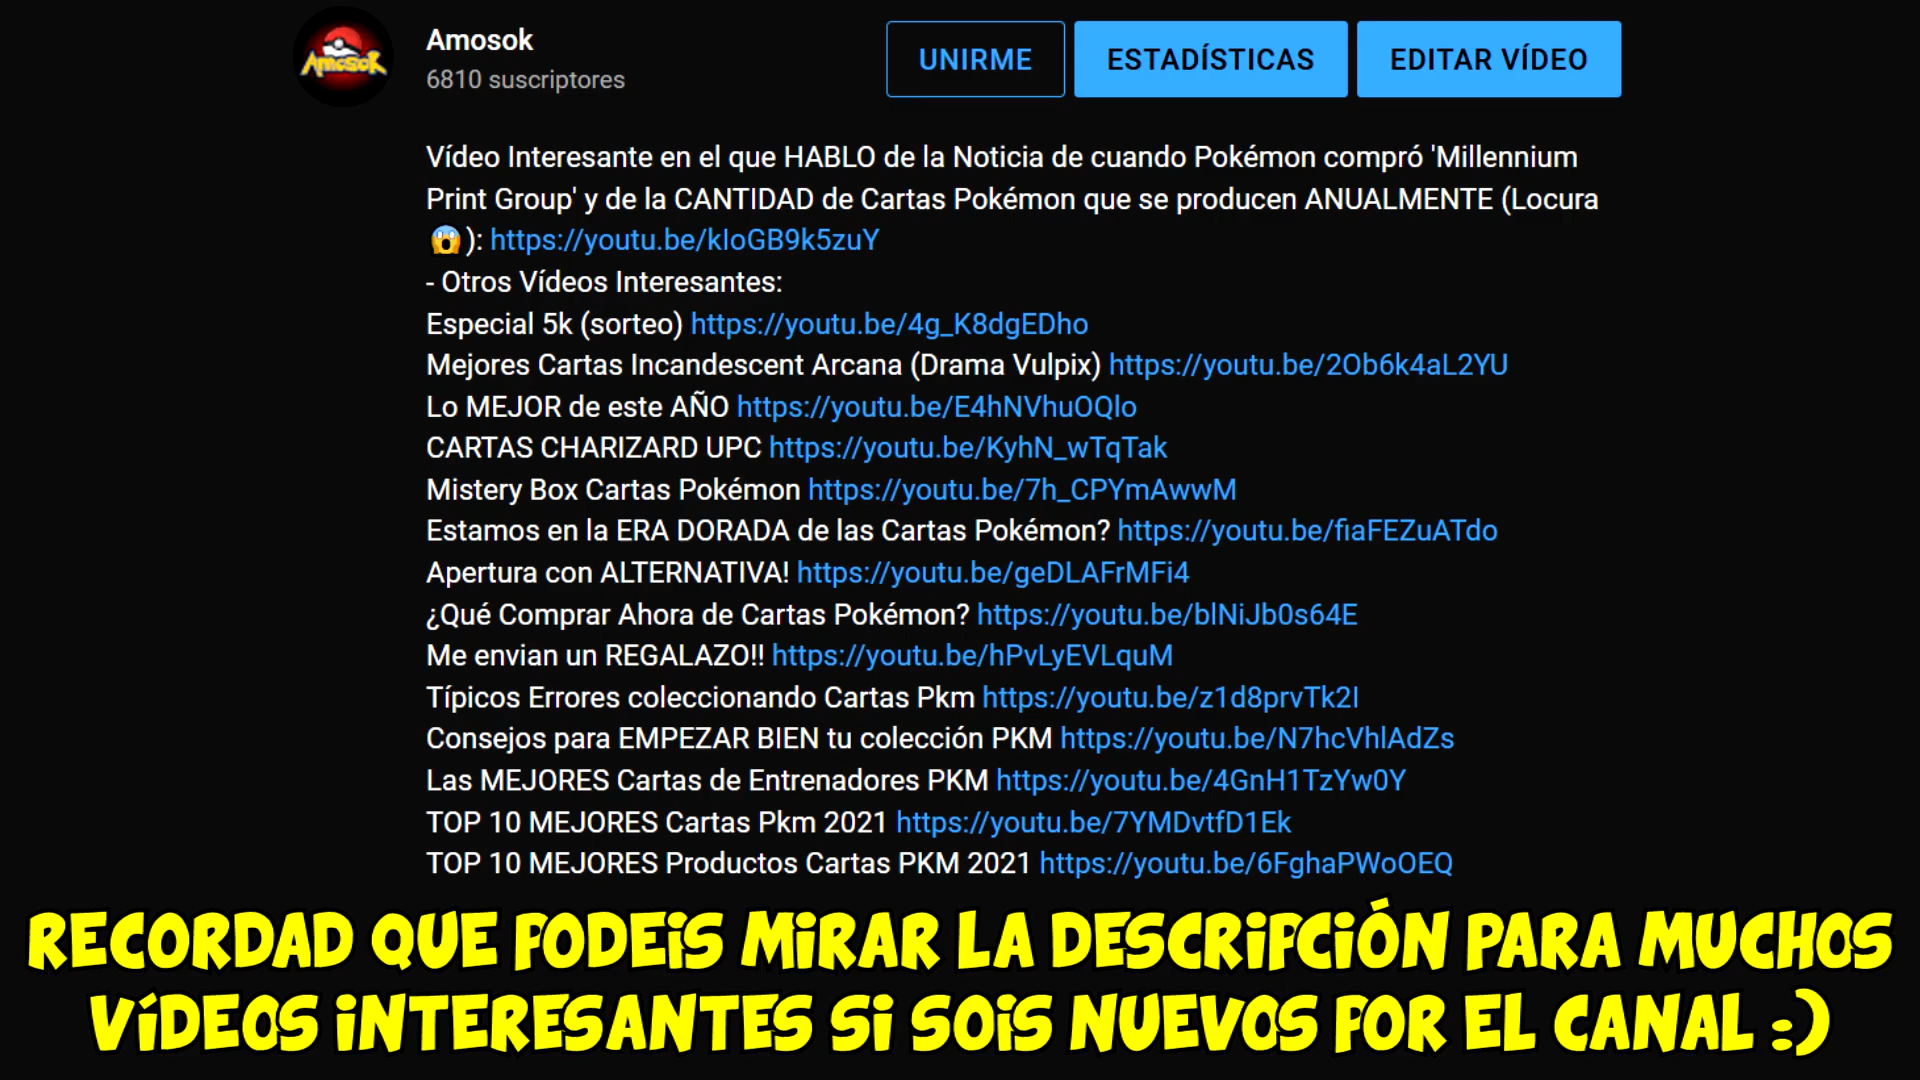 Amosok
Amosok
6810 suscriptores
UNIRME
ESTADÍSTICAS
EDITAR VÍDEO
Vídeo Interesante en el que HABLO de la Noticia de cuando Pokémon compró 'Millennium
Print Group' y de la CANTIDAD de Cartas Pokémon que se producen ANUALMENTE (Locura
😱): https://youtu.be/kIoGB9k5zuY
- Otros Vídeos Interesantes:
Especial 5k (sorteo) https://youtu.be/4g_K8dgEDho
Mejores Cartas Incandescent Arcana (Drama Vulpix) https://youtu.be/2Ob6k4aL2YU
Lo MEJOR de este AÑO https://youtu.be/E4hNVhuOQlo
CARTAS CHARIZARD UPC https://youtu.be/KyhN_wTqTak
Mistery Box Cartas Pokémon https://youtu.be/7h_CPYmAwwM
Estamos en la ERA DORADA de las Cartas Pokémon? https://youtu.be/fiaFEZuATdo
Apertura con ALTERNATIVA! https://youtu.be/geDLAFrMFi4
¿Qué Comprar Ahora de Cartas Pokémon? https://youtu.be/blNiJb0s64E
Me envian un REGALAZO!! https://youtu.be/hPvLyEVLquM
Típicos Errores coleccionando Cartas Pkm https://youtu.be/z1d8prvTk2I
Consejos para EMPEZAR BIEN tu colección PKM https://youtu.be/N7hcVhlAdZs
Las MEJORES Cartas de Entrenadores PKM https://youtu.be/4GnH1TzYw0Y
TOP 10 MEJORES Cartas Pkm 2021 https://youtu.be/7YMDvtfD1Ek
TOP 10 MEJORES Productos Cartas PKM 2021 https://youtu.be/6FghaPWoOEQ
RECORDAD QUE PODEIS MIRAR LA DESCRIPCIÓN PARA MUCHOS
VÍDEOS INTERESANTES SI SOIS NUEVOS POR EL CANAL :)